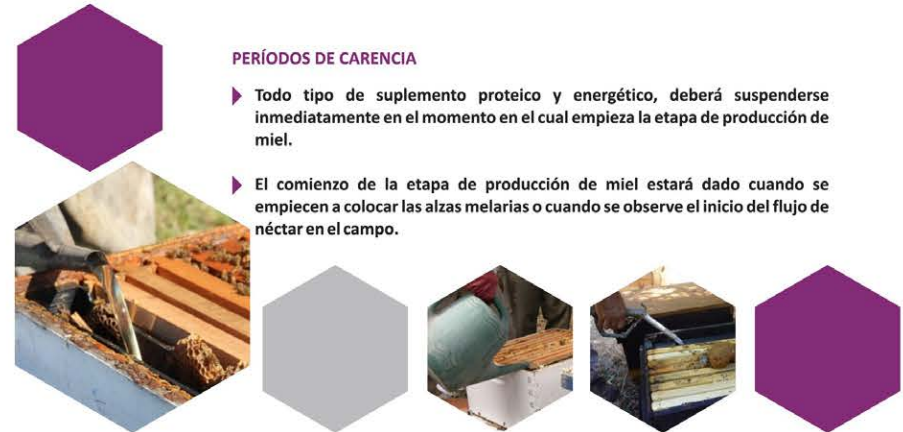 PERÍODOS DE CARENCIA
Todo tipo de suplemento proteico y energético, deberá suspenderse
inmediatamente en el momento en el cual empieza la etapa de producción de
miel.
El comienzo de la etapa de producción de miel estará dado cuando se
empiecen a colocar las alzas melarias o cuando se observe el inicio del flujo de
néctar en el campo.